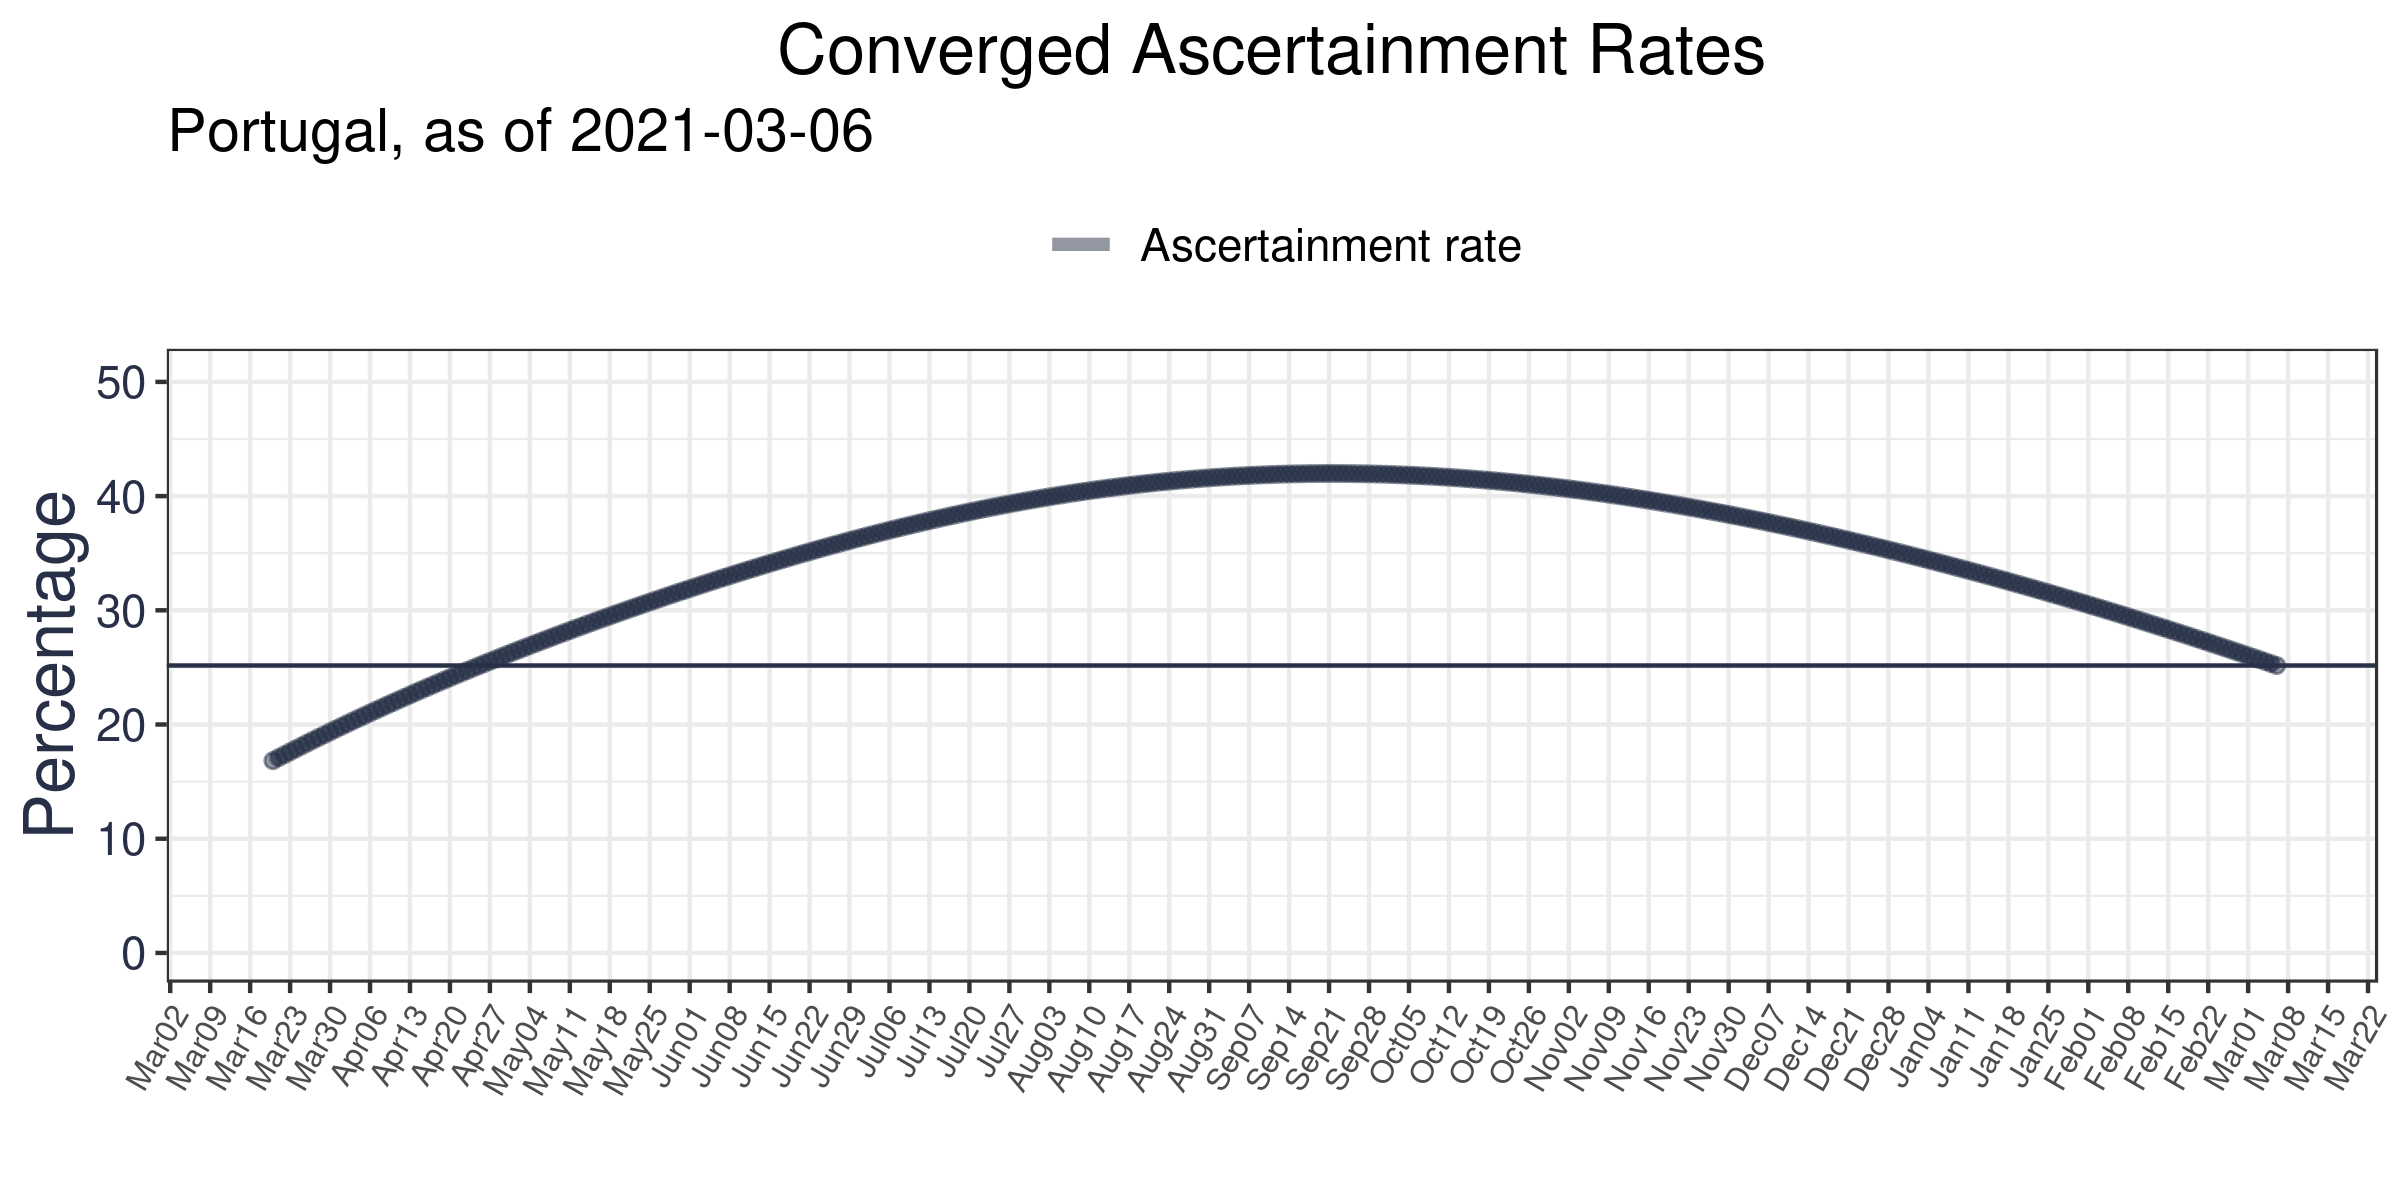 Converged Ascertainment Rates
Portugal, as of 2021-03-06
Ascertainment rate
Percentage
50
40
30
20
10
0
Mar02 Mar09 Mar16 Mar23 Mar30 Apr06 Apr13 Apr20 Apr27 May04 May11 May18 May25 Jun01 Jun08 Jun15 Jun22 Jun29 Jul06 Jul13 Jul20 Jul27 Aug03 Aug10 Aug17 Aug24 Aug31 Sep07 Sep14 Sep21 Sep28 Oct05 Oct12 Oct19 Oct26 Nov02 Nov09 Nov16 Nov23 Nov30 Dec07 Dec14 Dec21 Dec28 Jan04 Jan11 Jan18 Jan25 Feb01 Feb08 Feb15 Feb22 Mar01 Mar08 Mar15 Mar22